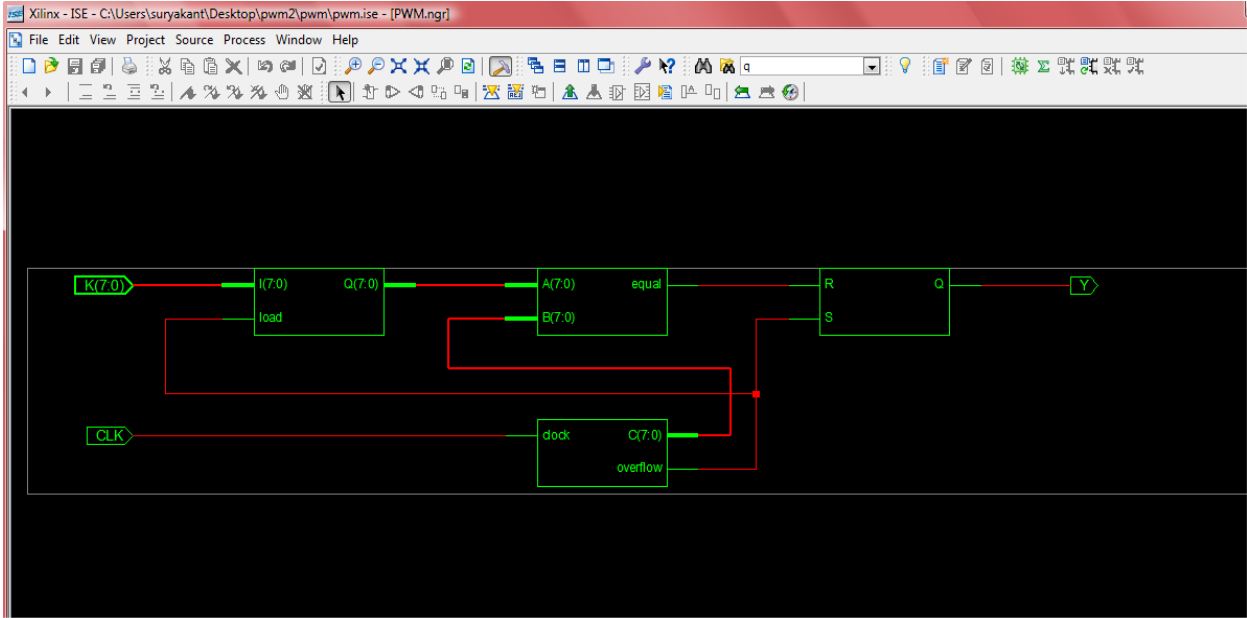 Xilinx - ISE - C:\Users\suryakant\Desktop\pwm2\pwm\pwm.ise - [PWM.ngr]
File Edit View Project Source Process Window Help
q
K(7:0) I(7:0) Q(7:0) A(7:0) equal R Q Y
load B(7:0) S
CLK clock C(7:0)
overflow